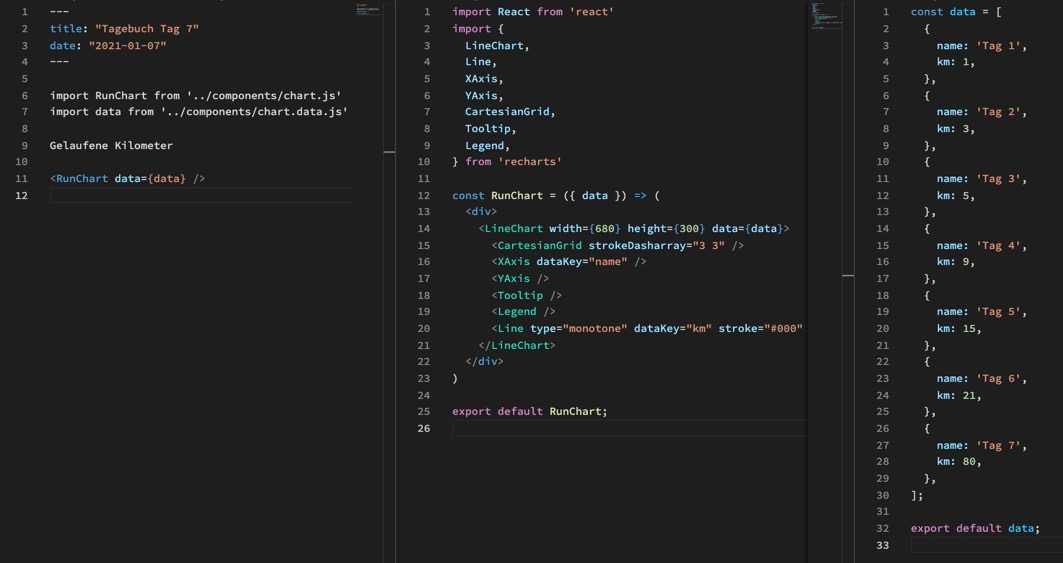 1 ---
2 title: "Tagebuch Tag 7"
3 date: "2021-01-07"
4 ---
5
6 import RunChart from '../components/chart.js'
7 import data from '../components/chart.data.js'
8
9 Gelaufene Kilometer
10
11 <RunChart data={data} />
12
1 import React from 'react'
2 import {
3 LineChart,
4 Line,
5 XAxis,
6 YAxis,
7 CartesianGrid,
8 Tooltip,
9 Legend,
10 } from 'recharts'
11
12 const RunChart = ({ data }) => (
13 <div>
14 <LineChart width={680} height={300} data={data}>
15 <CartesianGrid strokeDasharray="3 3" />
16 <XAxis dataKey="name" />
17 <YAxis />
18 <Tooltip />
19 <Legend />
20 <Line type="monotone" dataKey="km" stroke="#000"
21 </LineChart>
22 </div>
23 )
24
25 export default RunChart;
26
1 const data = [
2 {
3 name: 'Tag 1',
4 km: 1,
5 },
6 {
7 name: 'Tag 2',
8 km: 3,
9 },
10 {
11 name: 'Tag 3',
12 km: 5,
13 },
14 {
15 name: 'Tag 4',
16 km: 9,
17 },
18 {
19 name: 'Tag 5',
20 km: 15,
21 },
22 {
23 name: 'Tag 6',
24 km: 21,
25 },
26 {
27 name: 'Tag 7',
28 km: 80,
29 },
30 ];
31
32 export default data;
33